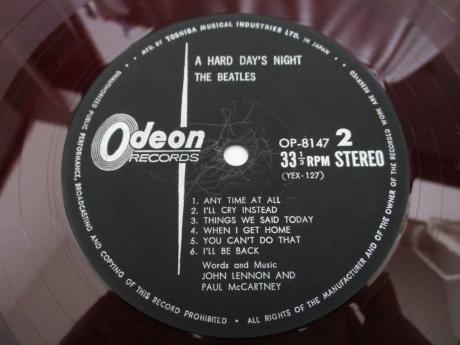 MFD. BY TOSHIBA MUSICAL INDUSTRIES LTD. IN JAPAN •
A HARD DAY'S NIGHT
THE BEATLES
Odeon
RECORDS
OP-8147 2
33 1/3 RPM STEREO
(YEX-127)
1. ANY TIME AT ALL
2. I'LL CRY INSTEAD
3. THINGS WE SAID TODAY
4. WHEN I GET HOME
5. YOU CAN'T DO THAT
6. I'LL BE BACK
Words and Music
JOHN LENNON AND
PAUL McCARTNEY
UNAUTHORIZED PUBLIC PERFORMANCE, BROADCASTING AND COPYING OF THIS RECORD PROHIBITED • ALL RIGHTS OF THE MANUFACTURER AND OF THE OWNER OF THE RECORDED WORK ARE RESERVED